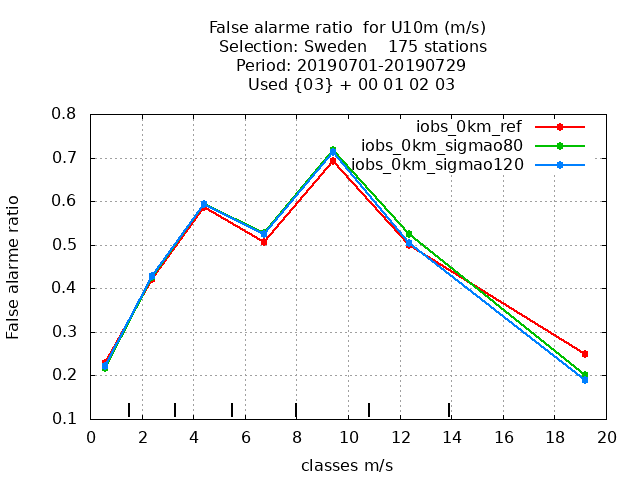 False alarme ratio  for U10m (m/s)
Selection: Sweden    175 stations
Period: 20190701-20190729
Used {03} + 00 01 02 03
iobs_0km_ref
iobs_0km_sigmao80
iobs_0km_sigmao120
False alarme ratio
0.8
0.7
0.6
0.5
0.4
0.3
0.2
0.1
0 2 4 6 8 10 12 14 16 18 20
classes m/s